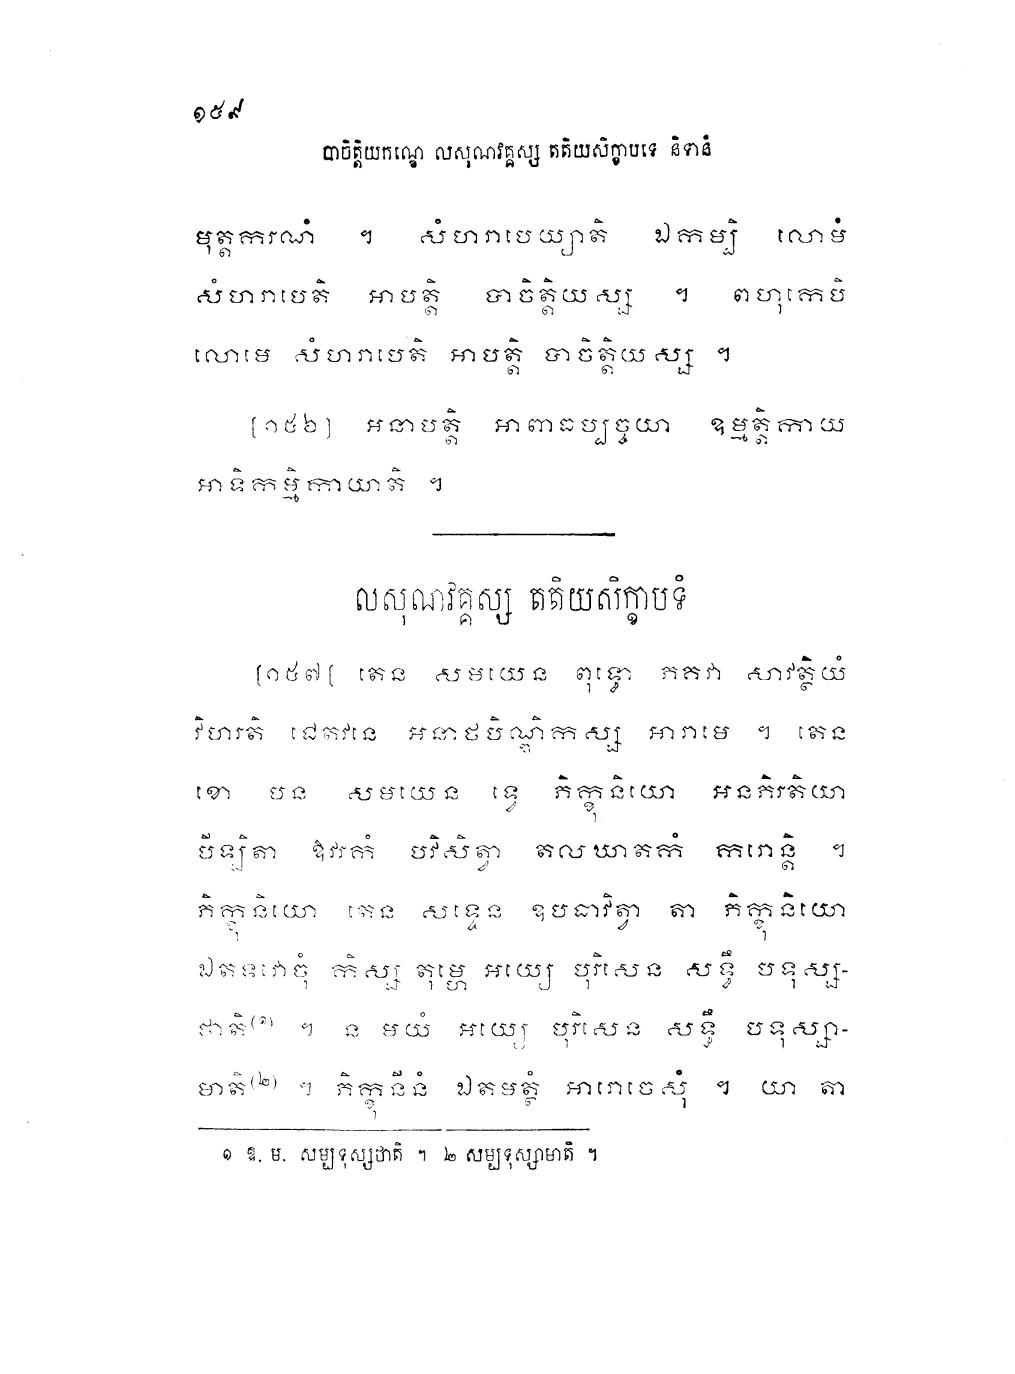 ១៥៩
បាចិត្តិយកណ្ឌេ លសុណវគ្គស្ស តតិយសិក្ខាបទេ និទានំ
មុត្តករណំ ។ សំហរាបេយ្យាតិ ឯកម្បិ លោមំ
សំហរាបេតិ អាបត្តិ បាចិត្តិយស្ស ។ ពហុកេបិ
លោមេ សំហរាបេតិ អាបត្តិ បាចិត្តិយស្ស ។
[១៥៦] អនាបត្តិ អាពាធប្បច្ចយា ឧម្មត្តិកាយ
អាទិកម្មិកាយាតិ ។
លសុណវគ្គស្ស តតិយសិក្ខាបទំ
[១៥៧] តេន សមយេន ពុទ្ធោ ភគវា សាវត្ថិយំ
វិហរតិ ជេតវនេ អនាថបិណ្ឌិកស្ស អារាមេ ។ តេន
ខោ បន សមយេន ទ្វេ ភិក្ខុនិយោ អនភិរតិយា
បីឡិតា ឱវរកំ បវិសិត្វា តលឃាតកំ ករោន្តិ ។
ភិក្ខុនិយោ តេន សទ្ទេន ឧបធាវិត្វា តា ភិក្ខុនិយោ
ឯតទវោចុំ កិស្ស តុម្ហេ អយ្យេ បុរិសេន សទ្ធឹ បទុស្ស-
ថាតិ(១) ។ ន មយំ អយ្យេ បុរិសេន សទ្ធឹ បទុស្សា-
មាតិ(២) ។ ភិក្ខុនីនំ ឯតមត្ថំ អារោចេសុំ ។ យា តា
១ ឱ. ម. សម្បទុស្សថាតិ ។ ២ សម្បទុស្សាមាតិ ។